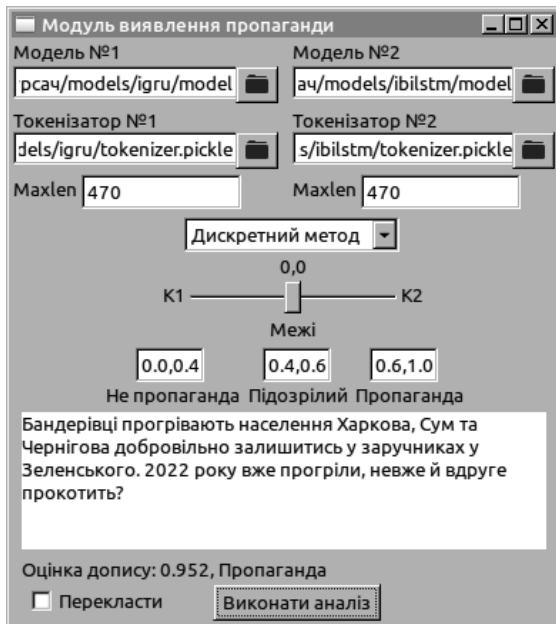 Модуль виявлення пропаганди
Модель №1 Модель №2
рсач/models/igru/model ач/models/ibilstm/model
Токенізатор №1 Токенізатор №2
dels/igru/tokenizer.pickle s/ibilstm/tokenizer.pickle
Maxlen 470 Maxlen 470
Дискретний метод
0,0
K1 K2
Межі
0.0,0.4 0.4,0.6 0.6,1.0
Не пропаганда Підозрілий Пропаганда
Бандерівці прогрівають населення Харкова, Сум та
Чернігова добровільно залишитись у заручниках у
Зеленського. 2022 року вже прогріли, невже й вдруге
прокотить?
Оцінка допису: 0.952, Пропаганда
Перекласти Виконати аналіз